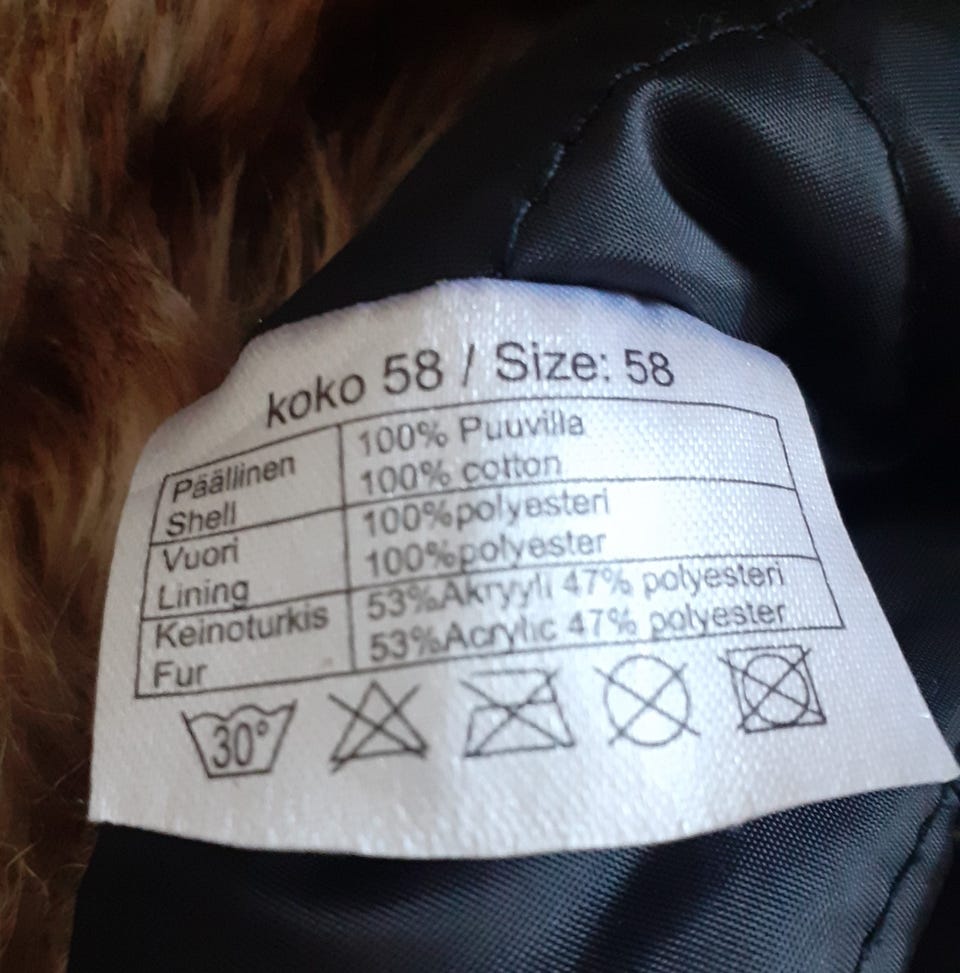 koko 58 / Size: 58
Päällinen 100% Puuvilla
Shell 100% cotton
Vuori 100%polyesteri
Lining 100%polyester
Keinoturkis 53%Akryyli 47% polyesteri
Fur 53%Acrylic 47% polyester
30°